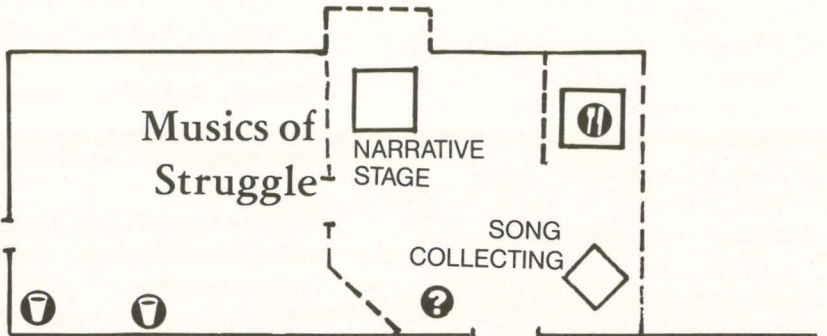 Musics of
Struggle
NARRATIVE
STAGE
SONG
COLLECTING
?